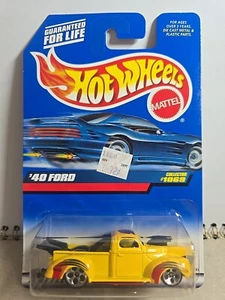 GUARANTEED
FOR LIFE
FOR AGES
OVER 3 YEARS.
DIE CAST METAL &
PLASTIC PARTS.
HOT WHEELS
MATTEL
'40 FORD
COLLECTOR
#1069